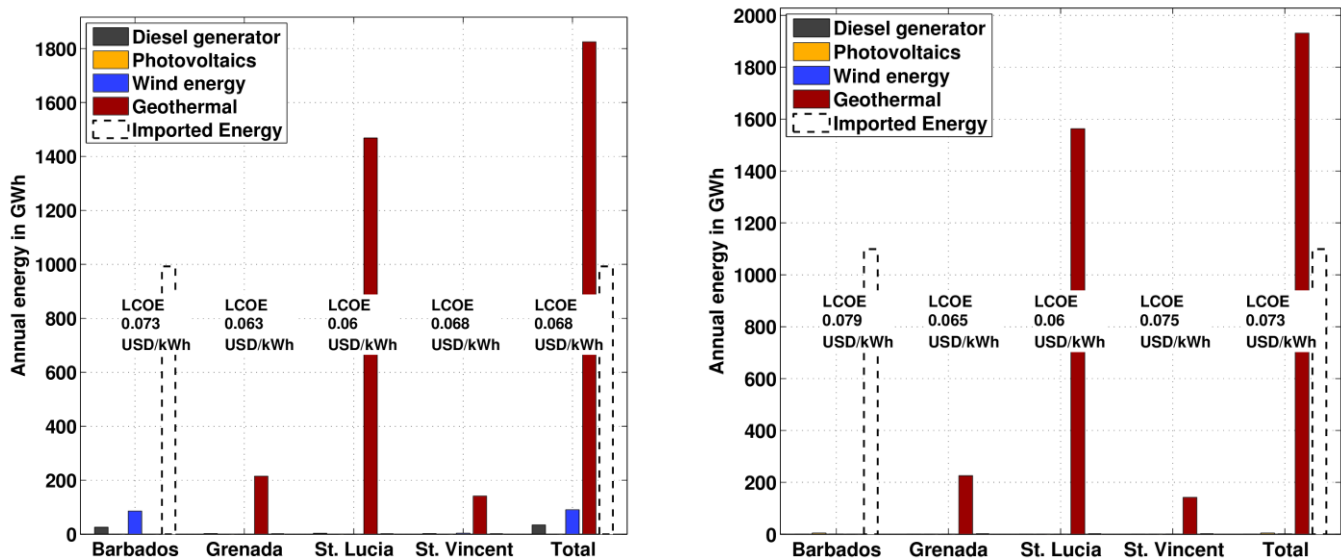 Diesel generator
Photovoltaics
Wind energy
Geothermal
Imported Energy
Annual energy in GWh
1800
1600
1400
1200
1000
800
600
400
200
0
LCOE
0.073
USD/kWh
LCOE
0.063
USD/kWh
LCOE
0.06
USD/kWh
LCOE
0.068
USD/kWh
LCOE
0.068
USD/kWh
Barbados Grenada St. Lucia St. Vincent Total
Diesel generator
Photovoltaics
Wind energy
Geothermal
Imported Energy
Annual energy in GWh
2000
1800
1600
1400
1200
1000
800
600
400
200
0
LCOE
0.079
USD/kWh
LCOE
0.065
USD/kWh
LCOE
0.06
USD/kWh
LCOE
0.075
USD/kWh
LCOE
0.073
USD/kWh
Barbados Grenada St. Lucia St. Vincent Total